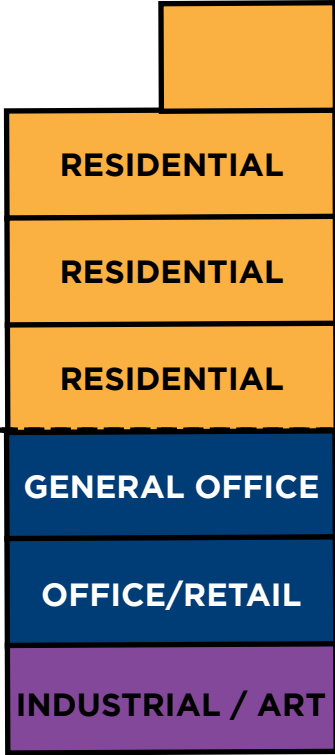 RESIDENTIAL
RESIDENTIAL
RESIDENTIAL
GENERAL OFFICE
OFFICE/RETAIL
INDUSTRIAL / ART